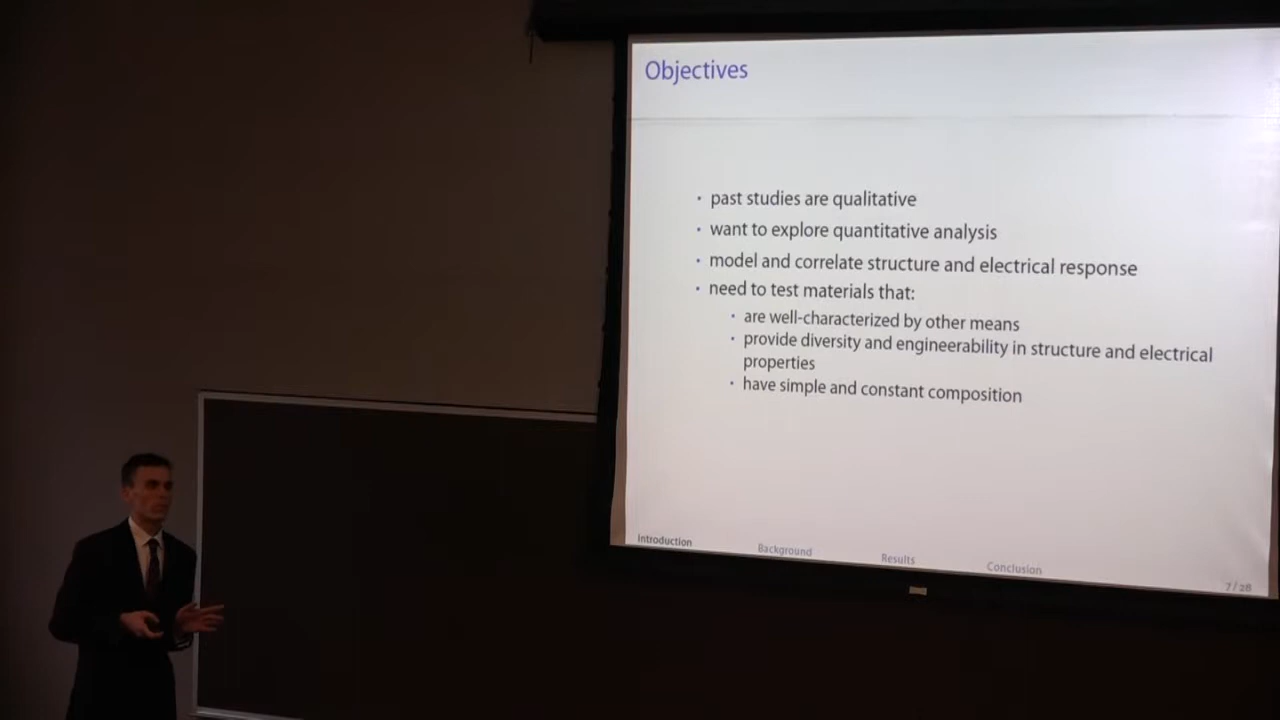 Objectives
• past studies are qualitative
• want to explore quantitative analysis
• model and correlate structure and electrical response
• need to test materials that:
• are well-characterized by other means
• provide diversity and engineerability in structure and electrical
properties
• have simple and constant composition
Introduction Background Results Conclusion
7/28